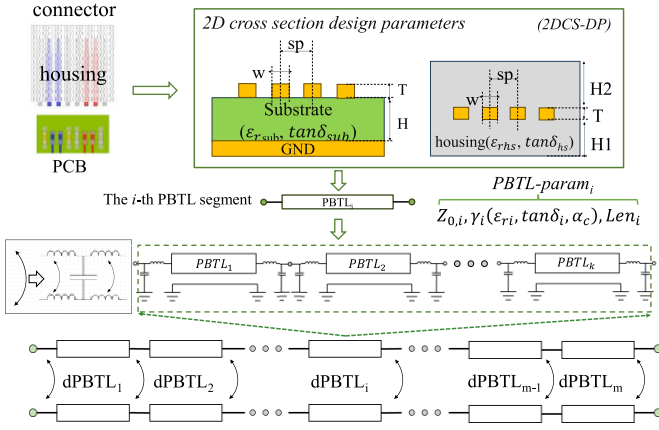 connector
housing
PCB
2D cross section design parameters (2DCS-DP)
sp
w
T
Substrate
H
(εrsub, tanδsub)
GND
sp
w
H2
T
H1
housing(εrhs, tanδhs)
The i-th PBTL segment
PBTLi
PBTL-parami
Z0,i, γi(εri, tanδi, αc), Leni
PBTL1
PBTL2
PBTLk
dPBTL1
dPBTL2
dPBTLi
dPBTLm-1
dPBTLm